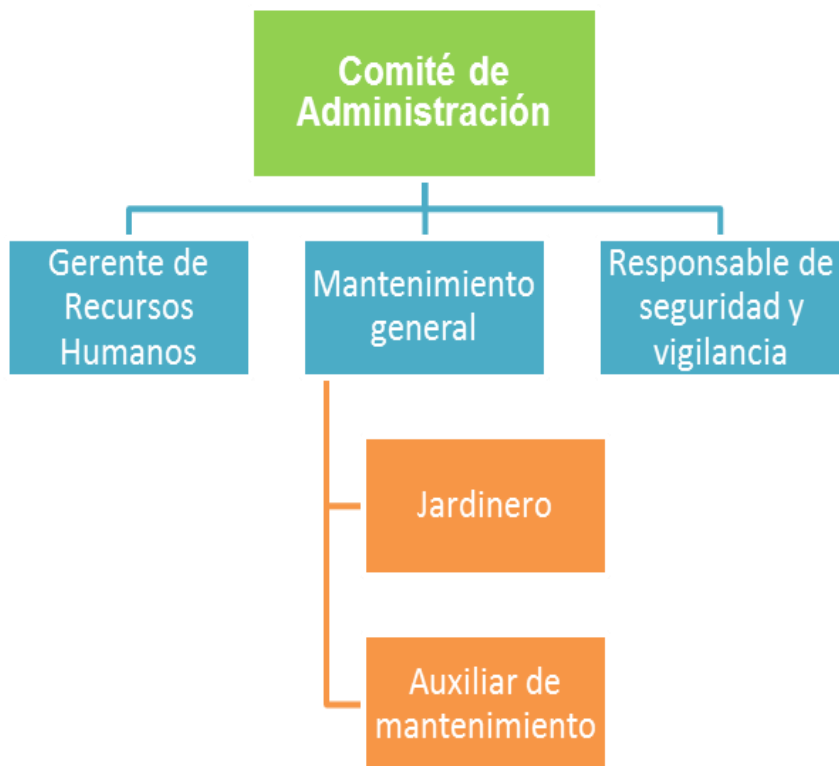 Comité de
Administración
Gerente de
Recursos
Humanos
Mantenimiento
general
Responsable de
seguridad y
vigilancia
Jardinero
Auxiliar de
mantenimiento